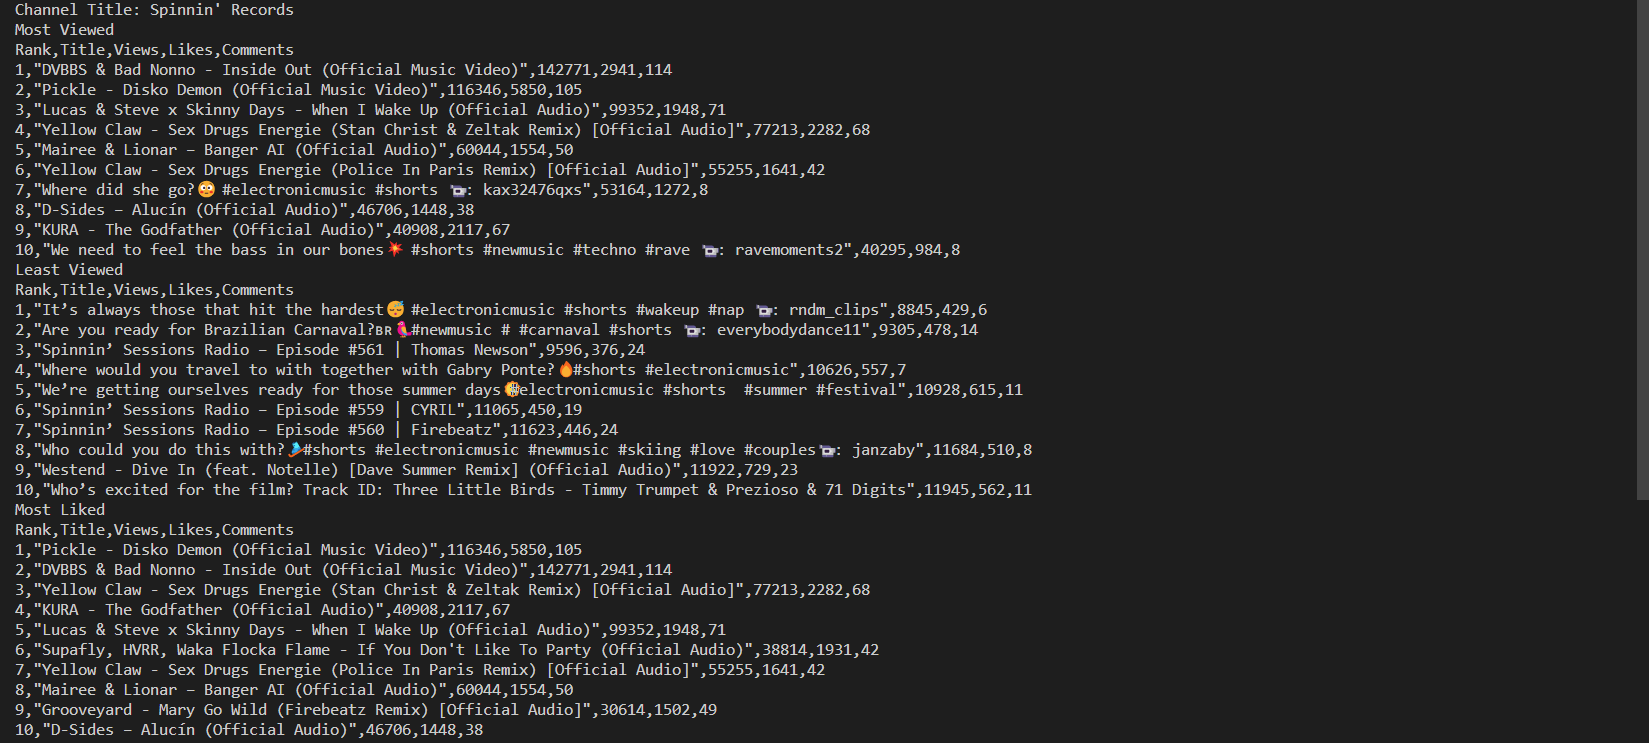 Channel Title: Spinnin' Records
Most Viewed
Rank,Title,Views,Likes,Comments
1,"DVBBS & Bad Nonno - Inside Out (Official Music Video)",142771,2941,114
2,"Pickle - Disko Demon (Official Music Video)",116346,5850,105
3,"Lucas & Steve x Skinny Days - When I Wake Up (Official Audio)",99352,1948,71
4,"Yellow Claw - Sex Drugs Energie (Stan Christ & Zeltak Remix) [Official Audio]",77213,2282,68
5,"Mairee & Lionar – Banger AI (Official Audio)",60044,1554,50
6,"Yellow Claw - Sex Drugs Energie (Police In Paris Remix) [Official Audio]",55255,1641,42
7,"Where did she go?😳 #electronicmusic #shorts 📹: kax32476qxs",53164,1272,8
8,"D-Sides – Alucín (Official Audio)",46706,1448,38
9,"KURA - The Godfather (Official Audio)",40908,2117,67
10,"We need to feel the bass in our bones💥 #shorts #newmusic #techno #rave 📹: ravemoments2",40295,984,8
Least Viewed
Rank,Title,Views,Likes,Comments
1,"It’s always those that hit the hardest😴 #electronicmusic #shorts #wakeup #nap 📹: rndm_clips",8845,429,6
2,"Are you ready for Brazilian Carnaval?🇧🇷🦜#newmusic # #carnaval #shorts 📹: everybodydance11",9305,478,14
3,"Spinnin’ Sessions Radio – Episode #561 | Thomas Newson",9596,376,24
4,"Where would you travel to with together with Gabry Ponte?🔥#shorts #electronicmusic",10626,557,7
5,"We’re getting ourselves ready for those summer days🌞#electronicmusic #shorts  #summer #festival",10928,615,11
6,"Spinnin’ Sessions Radio – Episode #559 | CYRIL",11065,450,19
7,"Spinnin’ Sessions Radio – Episode #560 | Firebeatz",11623,446,24
8,"Who could you do this with?🎿#shorts #electronicmusic #newmusic #skiing #love #couples📹: janzaby",11684,510,8
9,"Westend - Dive In (feat. Notelle) [Dave Summer Remix] (Official Audio)",11922,729,23
10,"Who’s excited for the film? Track ID: Three Little Birds - Timmy Trumpet & Prezioso & 71 Digits",11945,562,11
Most Liked
Rank,Title,Views,Likes,Comments
1,"Pickle - Disko Demon (Official Music Video)",116346,5850,105
2,"DVBBS & Bad Nonno - Inside Out (Official Music Video)",142771,2941,114
3,"Yellow Claw - Sex Drugs Energie (Stan Christ & Zeltak Remix) [Official Audio]",77213,2282,68
4,"KURA - The Godfather (Official Audio)",40908,2117,67
5,"Lucas & Steve x Skinny Days - When I Wake Up (Official Audio)",99352,1948,71
6,"Supafly, HVRR, Waka Flocka Flame - If You Don't Like To Party (Official Audio)",38814,1931,42
7,"Yellow Claw - Sex Drugs Energie (Police In Paris Remix) [Official Audio]",55255,1641,42
8,"Mairee & Lionar – Banger AI (Official Audio)",60044,1554,50
9,"Grooveyard - Mary Go Wild (Firebeatz Remix) [Official Audio]",30614,1502,49
10,"D-Sides – Alucín (Official Audio)",46706,1448,38